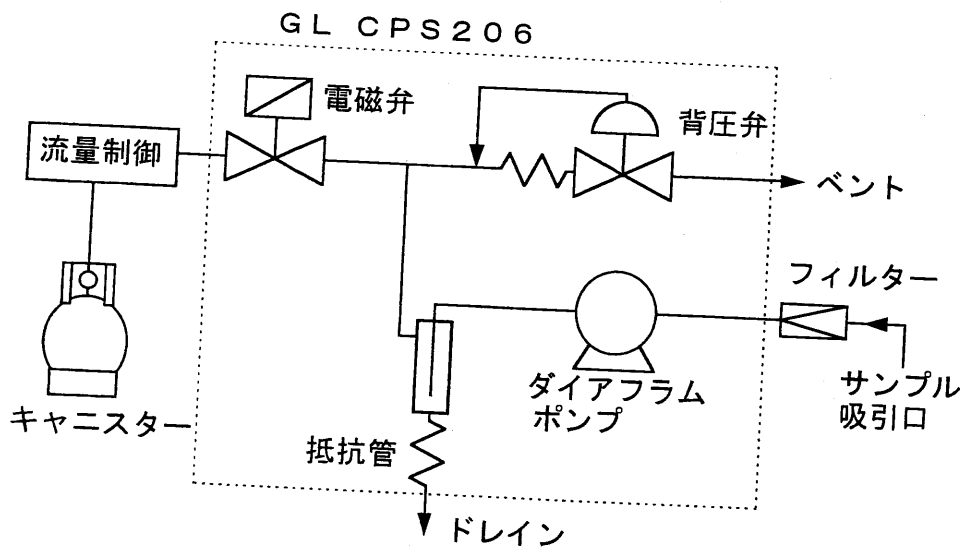 GL CPS206
電磁弁
背圧弁
流量制御
ベント
フィルター
キャニスター
ダイアフラム
ポンプ
サンプル
吸引口
抵抗管
ドレイン